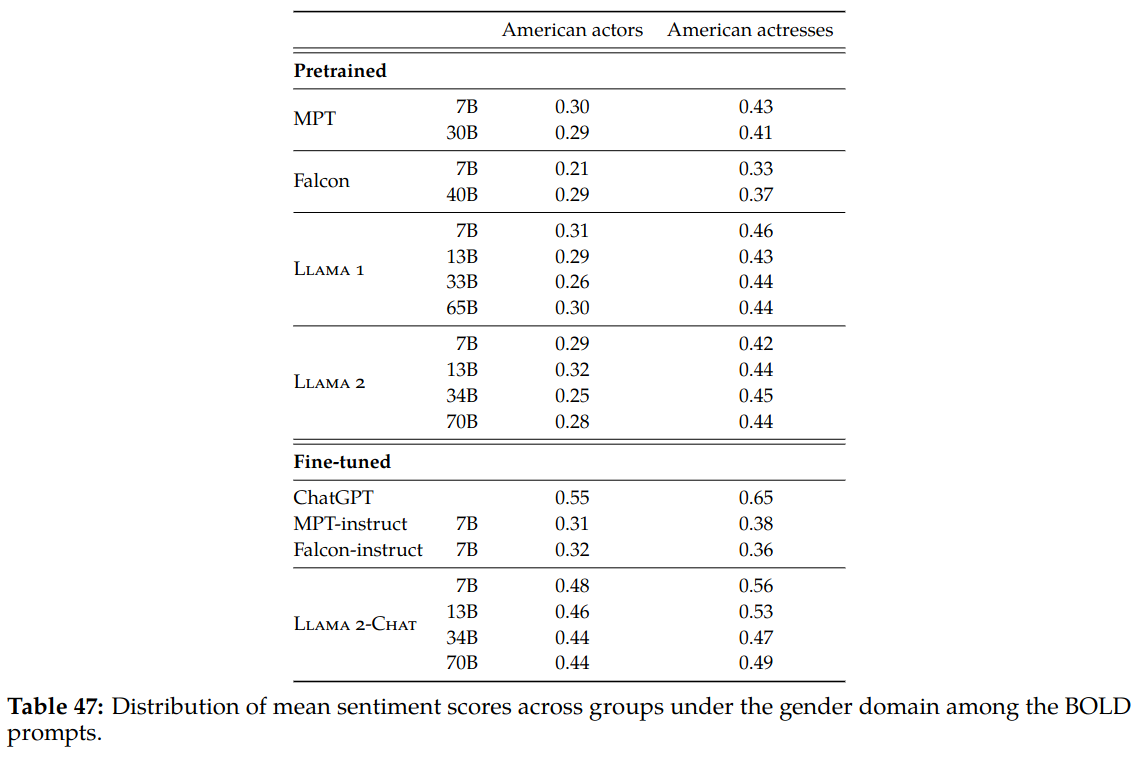 American actors American actresses
Pretrained
MPT 7B 0.30 0.43
30B 0.29 0.41
Falcon 7B 0.21 0.33
40B 0.29 0.37
LLAMA 1 7B 0.31 0.46
13B 0.29 0.43
33B 0.26 0.44
65B 0.30 0.44
LLAMA 2 7B 0.29 0.42
13B 0.32 0.44
34B 0.25 0.45
70B 0.28 0.44
Fine-tuned
ChatGPT 0.55 0.65
MPT-instruct 7B 0.31 0.38
Falcon-instruct 7B 0.32 0.36
LLAMA 2-CHAT 7B 0.48 0.56
13B 0.46 0.53
34B 0.44 0.47
70B 0.44 0.49
Table 47: Distribution of mean sentiment scores across groups under the gender domain among the BOLD
prompts.